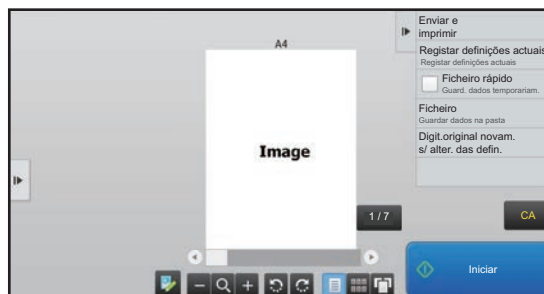 A4
Image
1 / 7
Enviar e
imprimir
Registar definições actuais
Registar definições actuais
Ficheiro rápido
Guard. dados temporariam.
Ficheiro
Guardar dados na pasta
Digit.original novam.
s/ alter. das defin.
CA
Iniciar